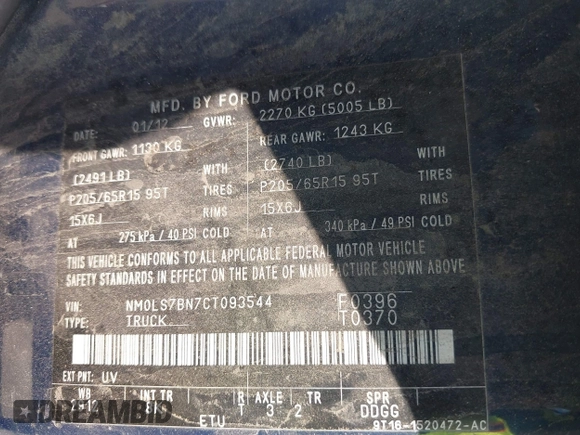 MFD. BY FORD MOTOR CO.
DATE: 01/12 GVWR: 2270 KG (5005 LB)
FRONT GAWR: 1130 KG REAR GAWR: 1243 KG
(2491 LB) WITH (2740 LB) WITH
P205/65R15 95T TIRES P205/65R15 95T TIRES
15X6J RIMS 15X6J RIMS
AT 275 kPa / 40 PSI COLD AT 340 kPa / 49 PSI COLD
THIS VEHICLE CONFORMS TO ALL APPLICABLE FEDERAL MOTOR VEHICLE
SAFETY STANDARDS IN EFFECT ON THE DATE OF MANUFACTURE SHOWN ABOVE
VIN: NM0LS7BN7CT093544 F0396
TYPE: TRUCK T0370
EXT PNT: UV
WB INT TR R AXLE TR SPR
T 3 2 DDGG
ETU 9T16-1520472-AC
DREAMBID